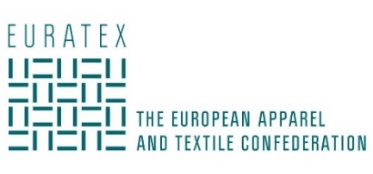 EURATEX
THE EUROPEAN APPAREL
AND TEXTILE CONFEDERATION